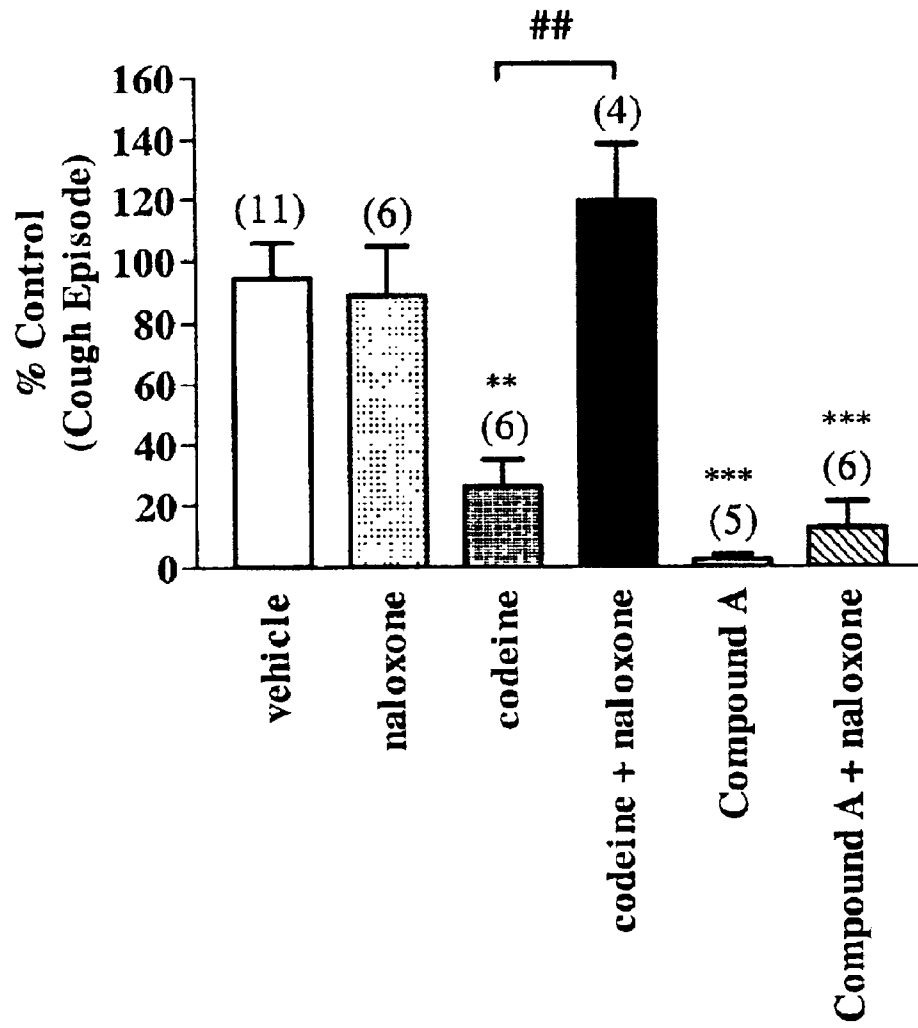 ##
160
140
120
100
80
60
40
20
0
% Control
(Cough Episode)
(11)
(6)
**
(6)
(4)
***
(5)
***
(6)
vehicle
naloxone
codeine
codeine + naloxone
Compound A
Compound A + naloxone